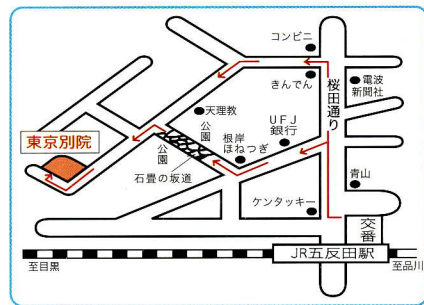 コンビニ
きんでん
電波
新聞社
桜田通り
天理教
公園
UFJ
銀行
東京別院
公園
根岸
ほねつぎ
石畳の坂道
青山
ケンタッキー
交番
JR五反田駅
至目黒
至品川